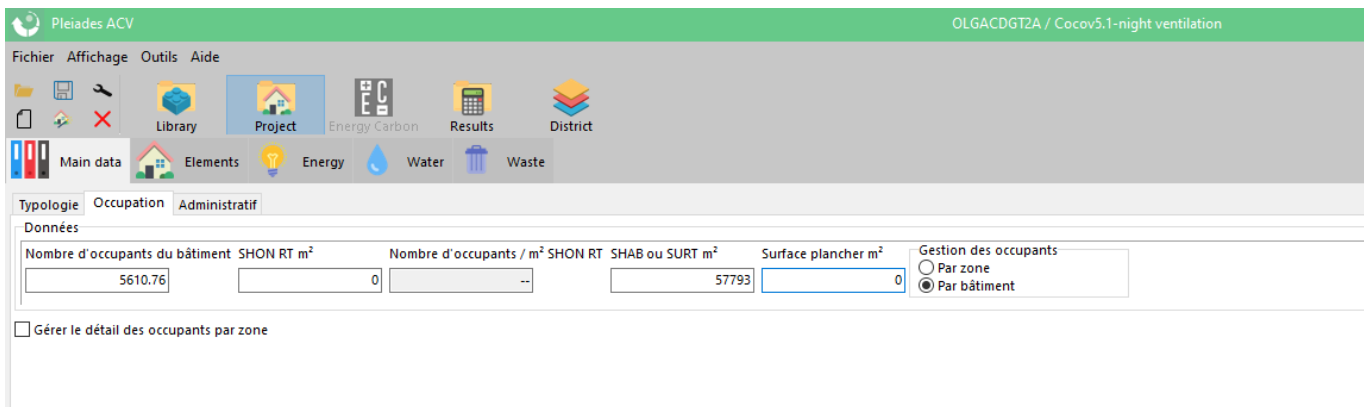 Pleiades ACV OLGACDGT2A / Cocov5.1-night ventilation
Fichier Affichage Outils Aide
Library Project Energy Carbon Results District
Main data Elements Energy Water Waste
Typologie Occupation Administratif
Données
Nombre d'occupants du bâtiment SHON RT m² Nombre d'occupants / m² SHON RT SHAB ou SURT m² Surface plancher m² Gestion des occupants
5610.76 0 -- 57793 0 Par zone
Par bâtiment
Gérer le détail des occupants par zone